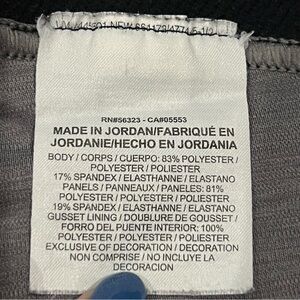 RN#56323 - CA#05553
MADE IN JORDAN/FABRIQUÉ EN
JORDANIE/HECHO EN JORDANIA
BODY / CORPS / CUERPO: 83% POLYESTER /
POLYESTER / POLIESTER
17% SPANDEX / ELASTHANNE / ELASTANO
PANELS / PANNEAUX / PANELES: 81%
POLYESTER / POLYESTER / POLIESTER
19% SPANDEX / ELASTHANNE / ELASTANO
GUSSET LINING / DOUBLURE DE GOUSSET /
FORRO DEL PUENTE INTERIOR: 100%
POLYESTER / POLYESTER / POLIESTER
EXCLUSIVE OF DECORATION / DECORATION
NON COMPRISE / NO INCLUYE LA
DECORACION